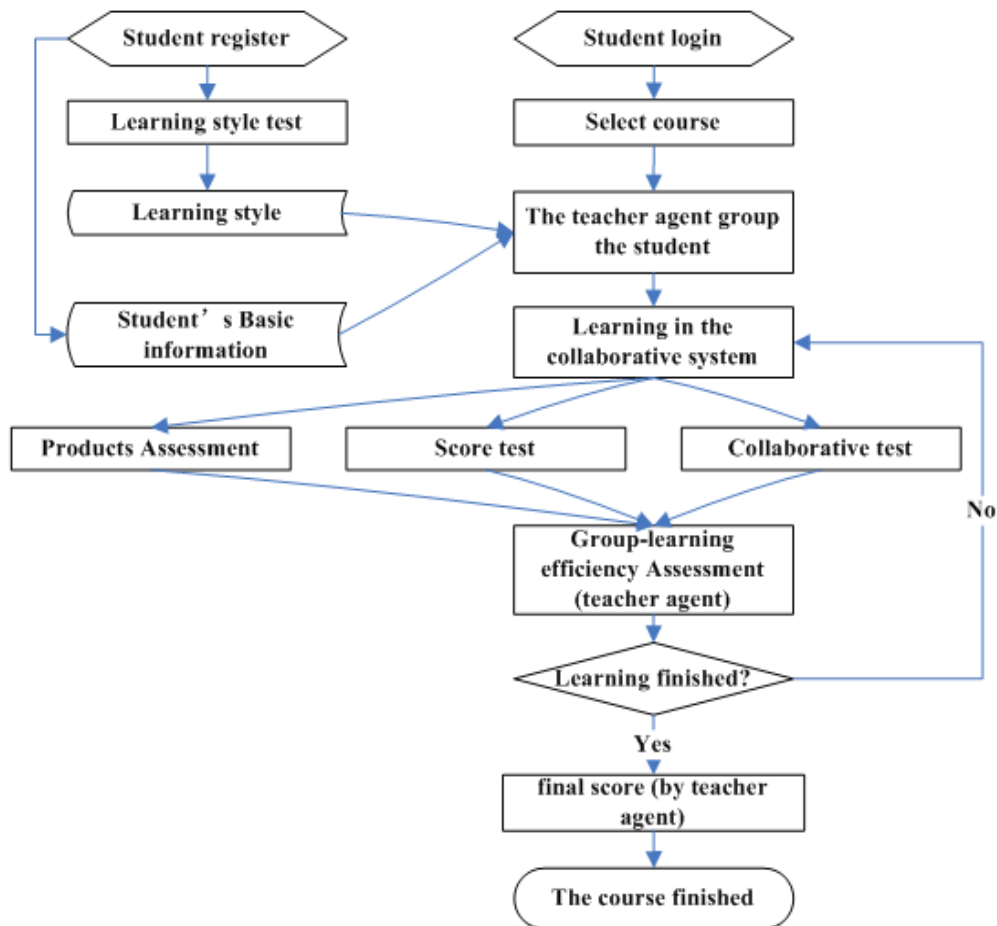 Student register
Student login
Learning style test
Select course
Learning style
The teacher agent group
the student
Student’s Basic
information
Learning in the
collaborative system
Products Assessment
Score test
Collaborative test
No
Group-learning
efficiency Assessment
(teacher agent)
Learning finished?
Yes
final score (by teacher
agent)
The course finished